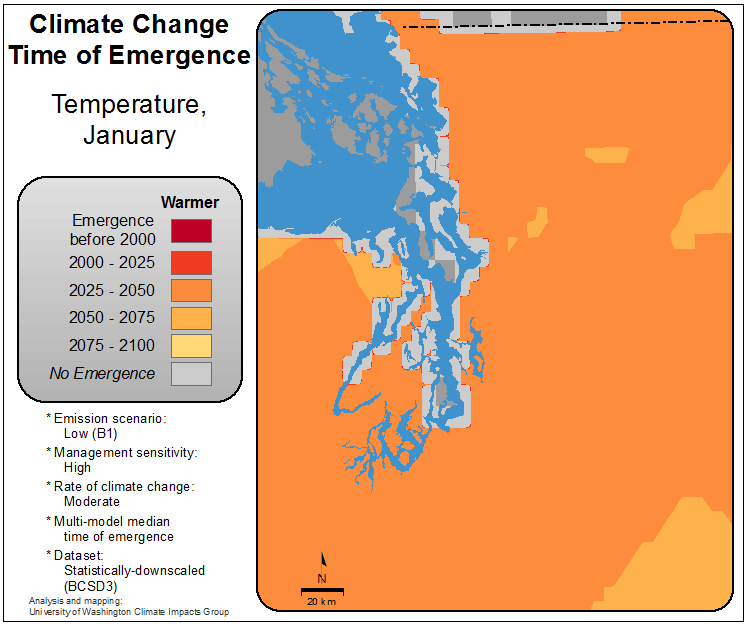 Climate Change
Time of Emergence
Temperature,
January
Warmer
Emergence
before 2000
2000 - 2025
2025 - 2050
2050 - 2075
2075 - 2100
No Emergence
* Emission scenario:
Low (B1)
* Management sensitivity:
High
* Rate of climate change:
Moderate
* Multi-model median
time of emergence
* Dataset:
Statistically-downscaled
(BCSD3)
Analysis and mapping:
University of Washington Climate Impacts Group
N
20 km